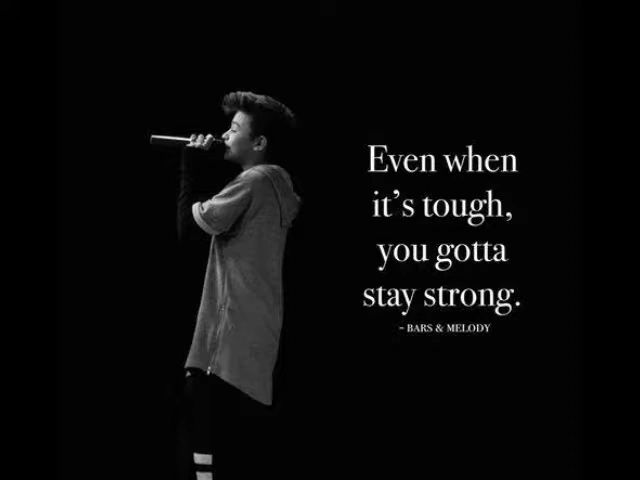 Even when
it's tough,
you gotta
stay strong.
~ BARS & MELODY